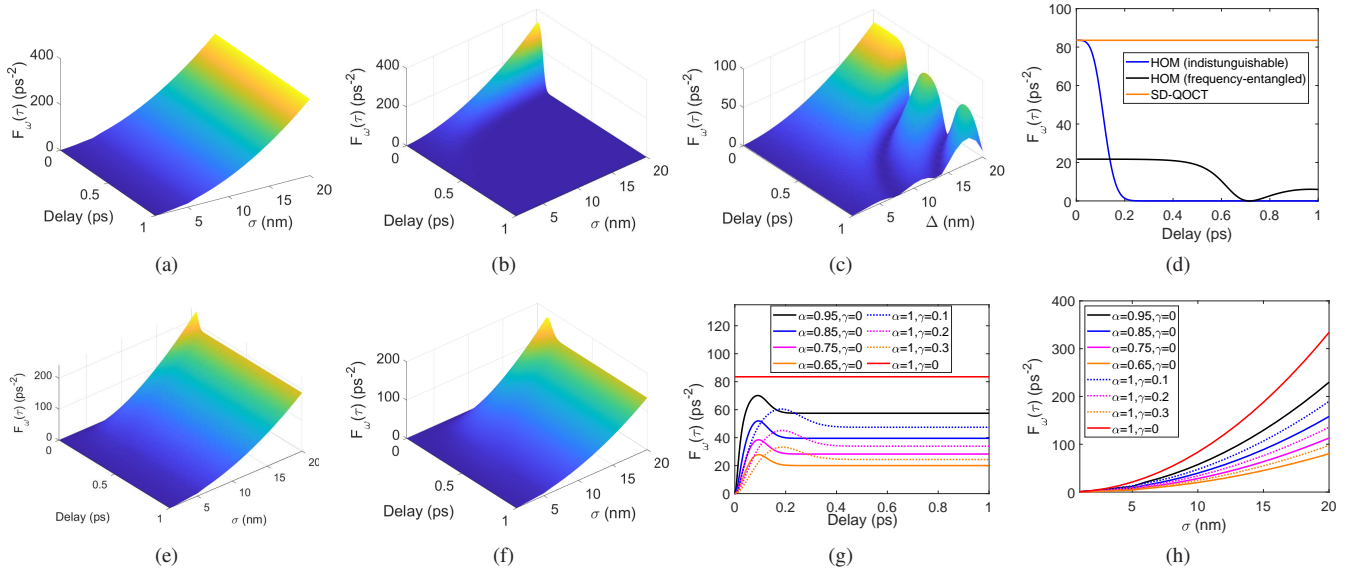 F_ω(τ) (ps⁻²)
400
200
0
0
0.5
1
Delay (ps)
5
10
15
20
σ (nm)
(a)
F_ω(τ) (ps⁻²)
400
200
0
0
0.5
1
Delay (ps)
5
10
15
20
σ (nm)
(b)
F_ω(τ) (ps⁻²)
100
50
0
0
0.5
1
Delay (ps)
5
10
15
20
Δ (nm)
(c)
F_ω(τ) (ps⁻²)
100
80
60
40
20
0
HOM (indistunguishable)
HOM (frequency-entangled)
SD-QOCT
0 0.2 0.4 0.6 0.8 1
Delay (ps)
(d)
F_ω(τ) (ps⁻²)
200
100
0
0
0.5
1
Delay (ps)
5
10
15
20
σ (nm)
(e)
F_ω(τ) (ps⁻²)
200
100
0
0
0.5
1
Delay (ps)
5
10
15
20
σ (nm)
(f)
F_ω(τ) (ps⁻²)
120
100
80
60
40
20
0
α=0.95,γ=0 α=1,γ=0.1
α=0.85,γ=0 α=1,γ=0.2
α=0.75,γ=0 α=1,γ=0.3
α=0.65,γ=0 α=1,γ=0
0 0.2 0.4 0.6 0.8 1
Delay (ps)
(g)
F_ω(τ) (ps⁻²)
400
300
200
100
0
α=0.95,γ=0
α=0.85,γ=0
α=0.75,γ=0
α=0.65,γ=0
α=1,γ=0.1
α=1,γ=0.2
α=1,γ=0.3
α=1,γ=0
5 10 15 20
σ (nm)
(h)